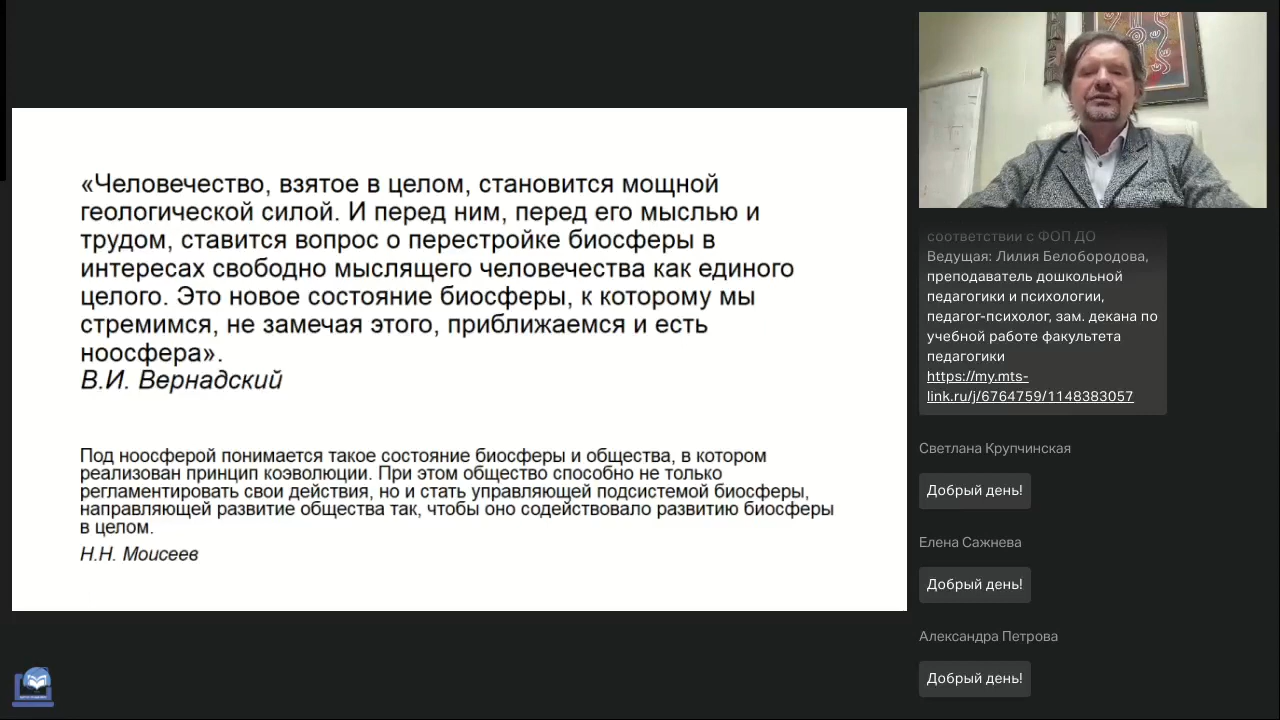 «Человечество, взятое в целом, становится мощной
геологической силой. И перед ним, перед его мыслью и
трудом, ставится вопрос о перестройке биосферы в
интересах свободно мыслящего человечества как единого
целого. Это новое состояние биосферы, к которому мы
стремимся, не замечая этого, приближаемся и есть
ноосфера».
В.И. Вернадский
Под ноосферой понимается такое состояние биосферы и общества, в котором
реализован принцип коэволюции. При этом общество способно не только
регламентировать свои действия, но и стать управляющей подсистемой биосферы,
направляющей развитие общества так, чтобы оно содействовало развитию биосферы
в целом.
Н.Н. Моисеев
соответствии с ФОП ДО
Ведущая: Лилия Белобородова,
преподаватель дошкольной
педагогики и психологии,
педагог-психолог, зам. декана по
учебной работе факультета
педагогики
https://my.mts-
link.ru/j/6764759/1148383057
Светлана Крупчинская
Добрый день!
Елена Сажнева
Добрый день!
Александра Петрова
Добрый день!